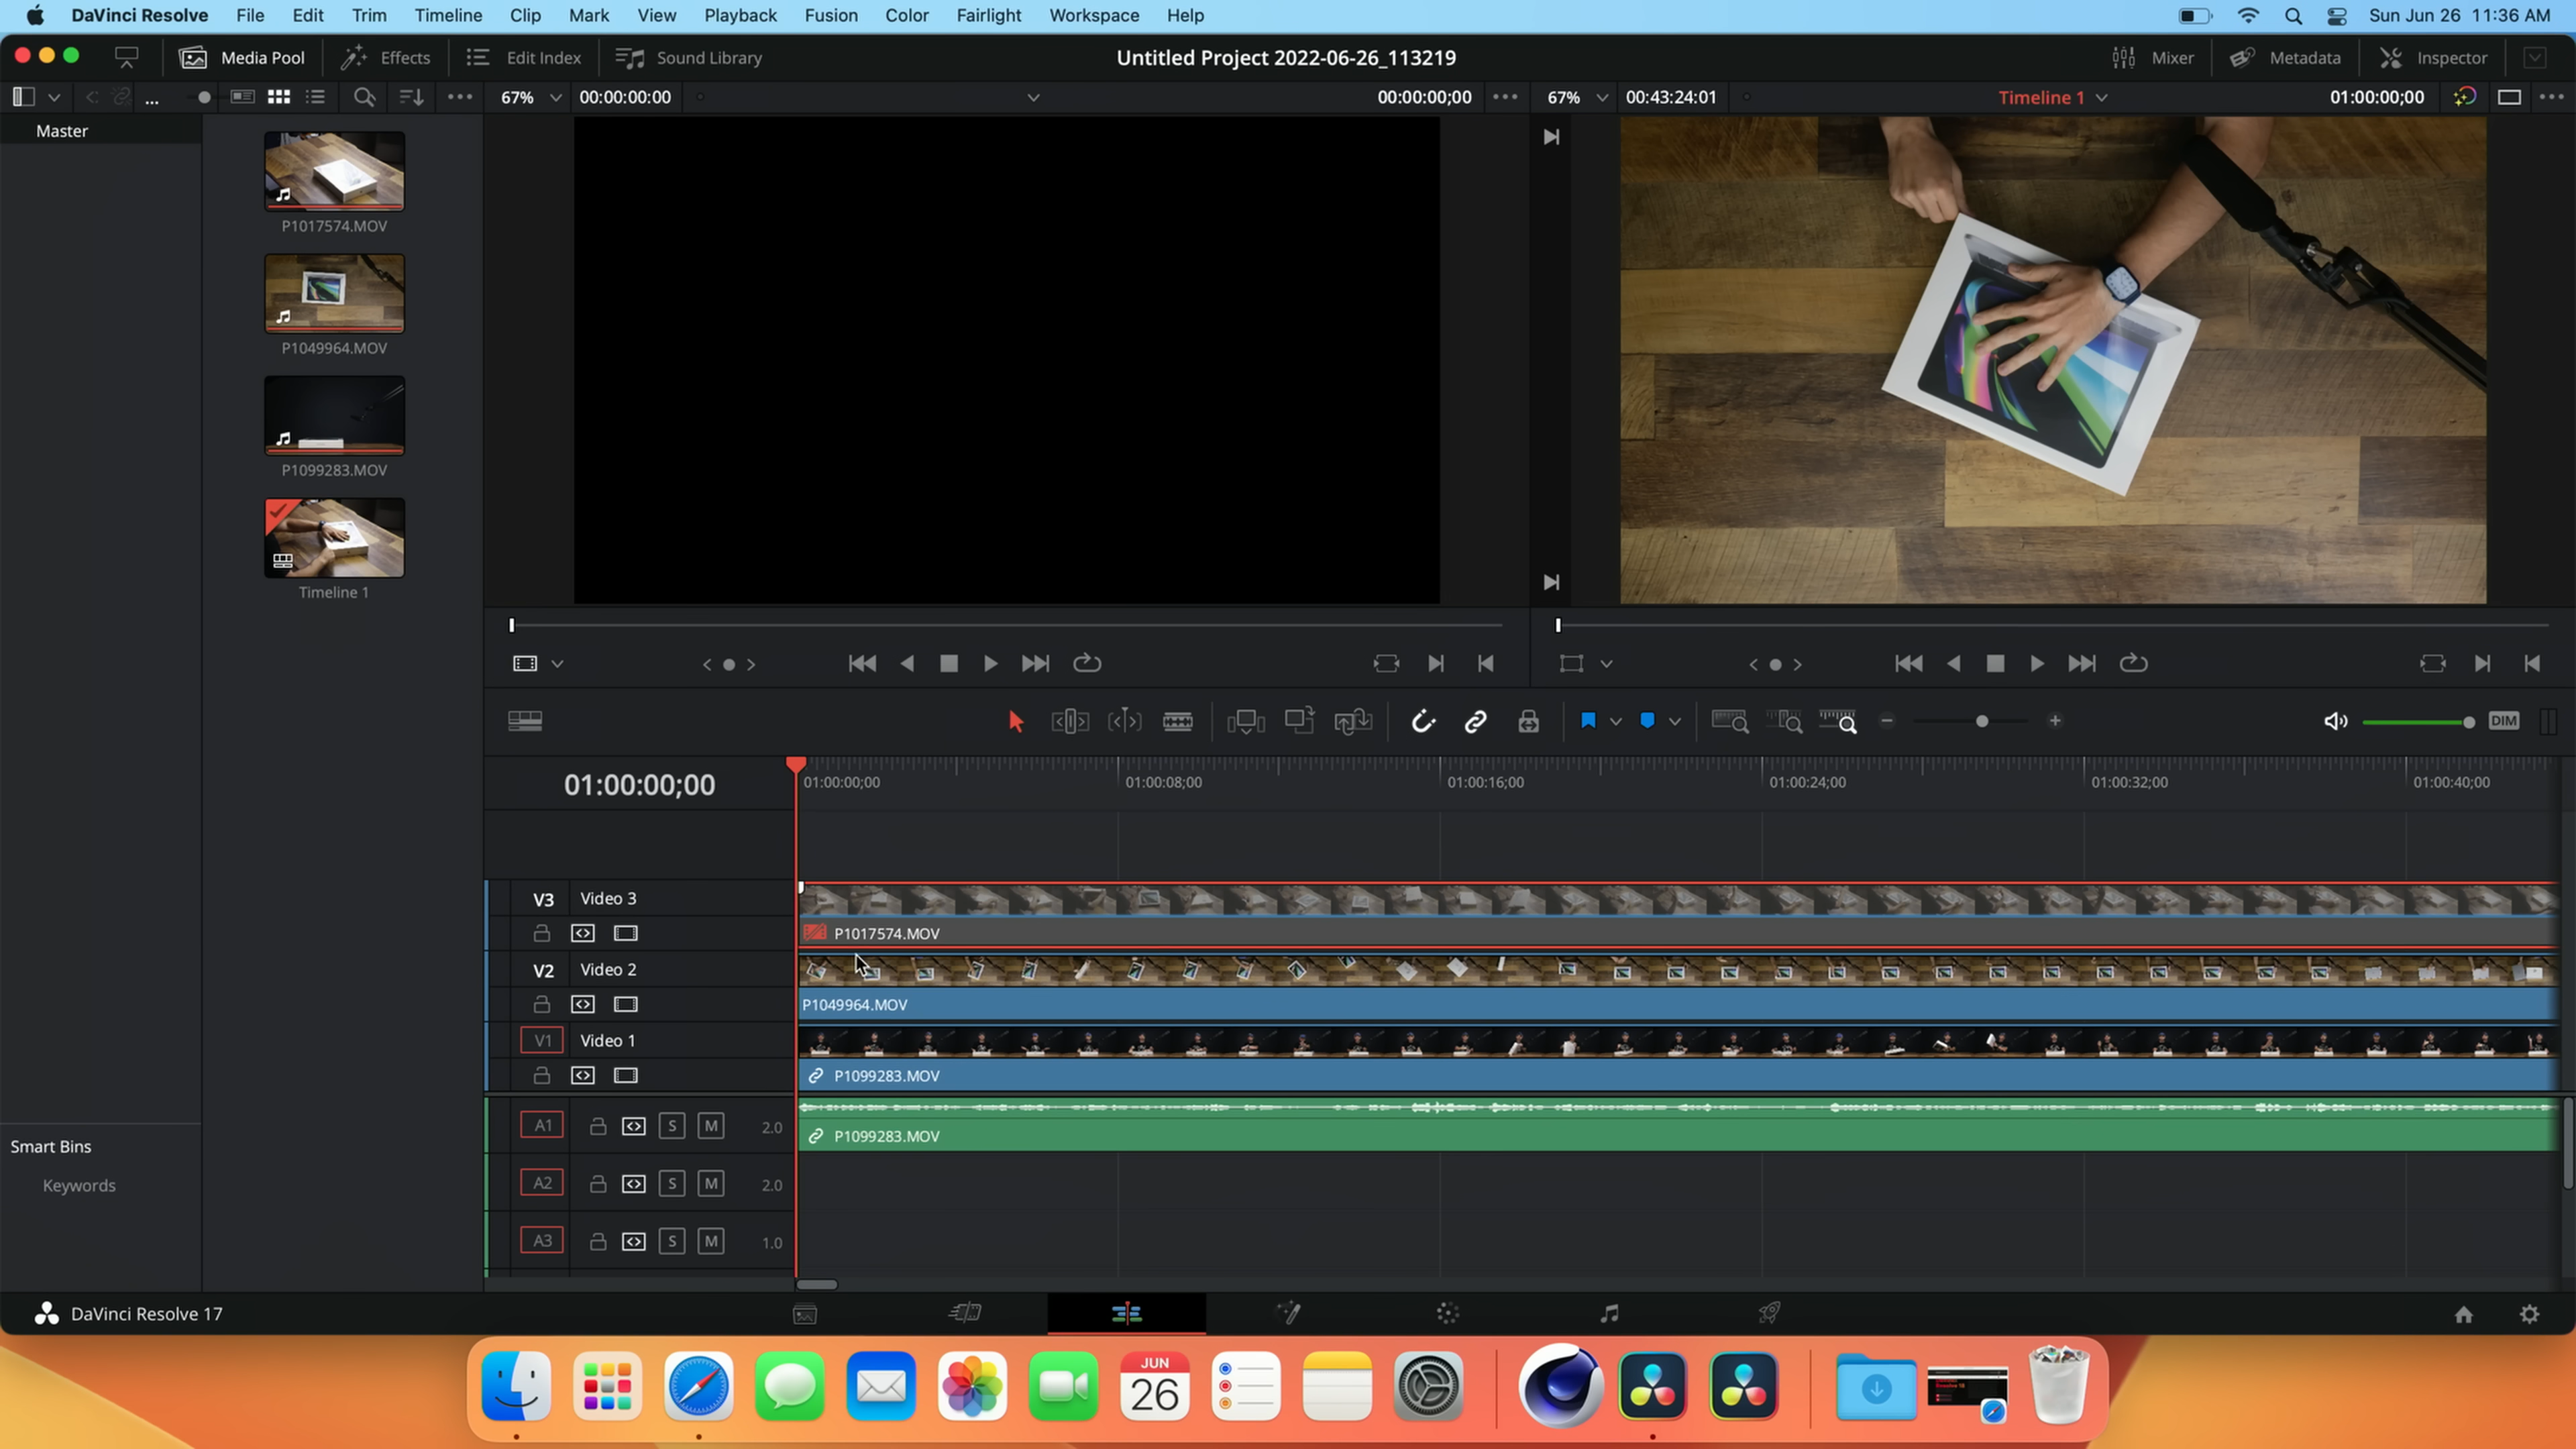 DaVinci Resolve File Edit Trim Timeline Clip Mark View Playback Fusion Color Fairlight Workspace Help Sun Jun 26 11:36 AM
Media Pool Effects Edit Index Sound Library Untitled Project 2022-06-26_113219 Mixer Metadata Inspector
... 67% 00:00:00:00 00:00:00;00 67% 00:43:24:01 Timeline 1 01:00:00;00
Master
P1017574.MOV
P1049964.MOV
P1099283.MOV
Timeline 1
DIM
01:00:00;00 01:00:00;00 01:00:08;00 01:00:16;00 01:00:24;00 01:00:32;00 01:00:40;00
V3 Video 3
P1017574.MOV
V2 Video 2
P1049964.MOV
V1 Video 1
P1099283.MOV
A1 S M 2.0
P1099283.MOV
Smart Bins
Keywords
A2 S M 2.0
A3 S M 1.0
DaVinci Resolve 17
JUN
26